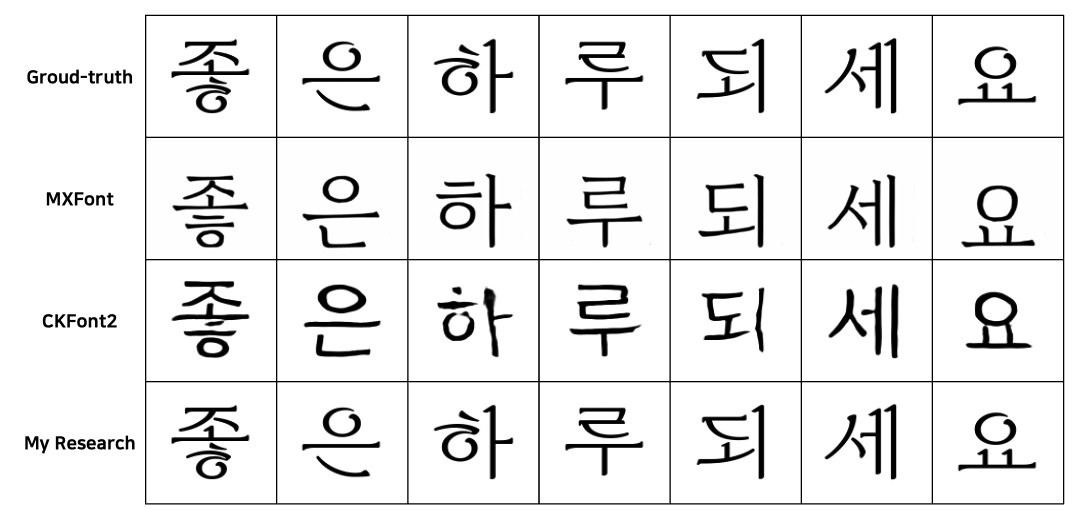 Groud-truth 좋 은 하 루 되 세 요
MXFont 좋 은 하 루 되 세 요
CKFont2 좋 은 하 루 되 세 요
My Research 좋 은 하 루 되 세 요